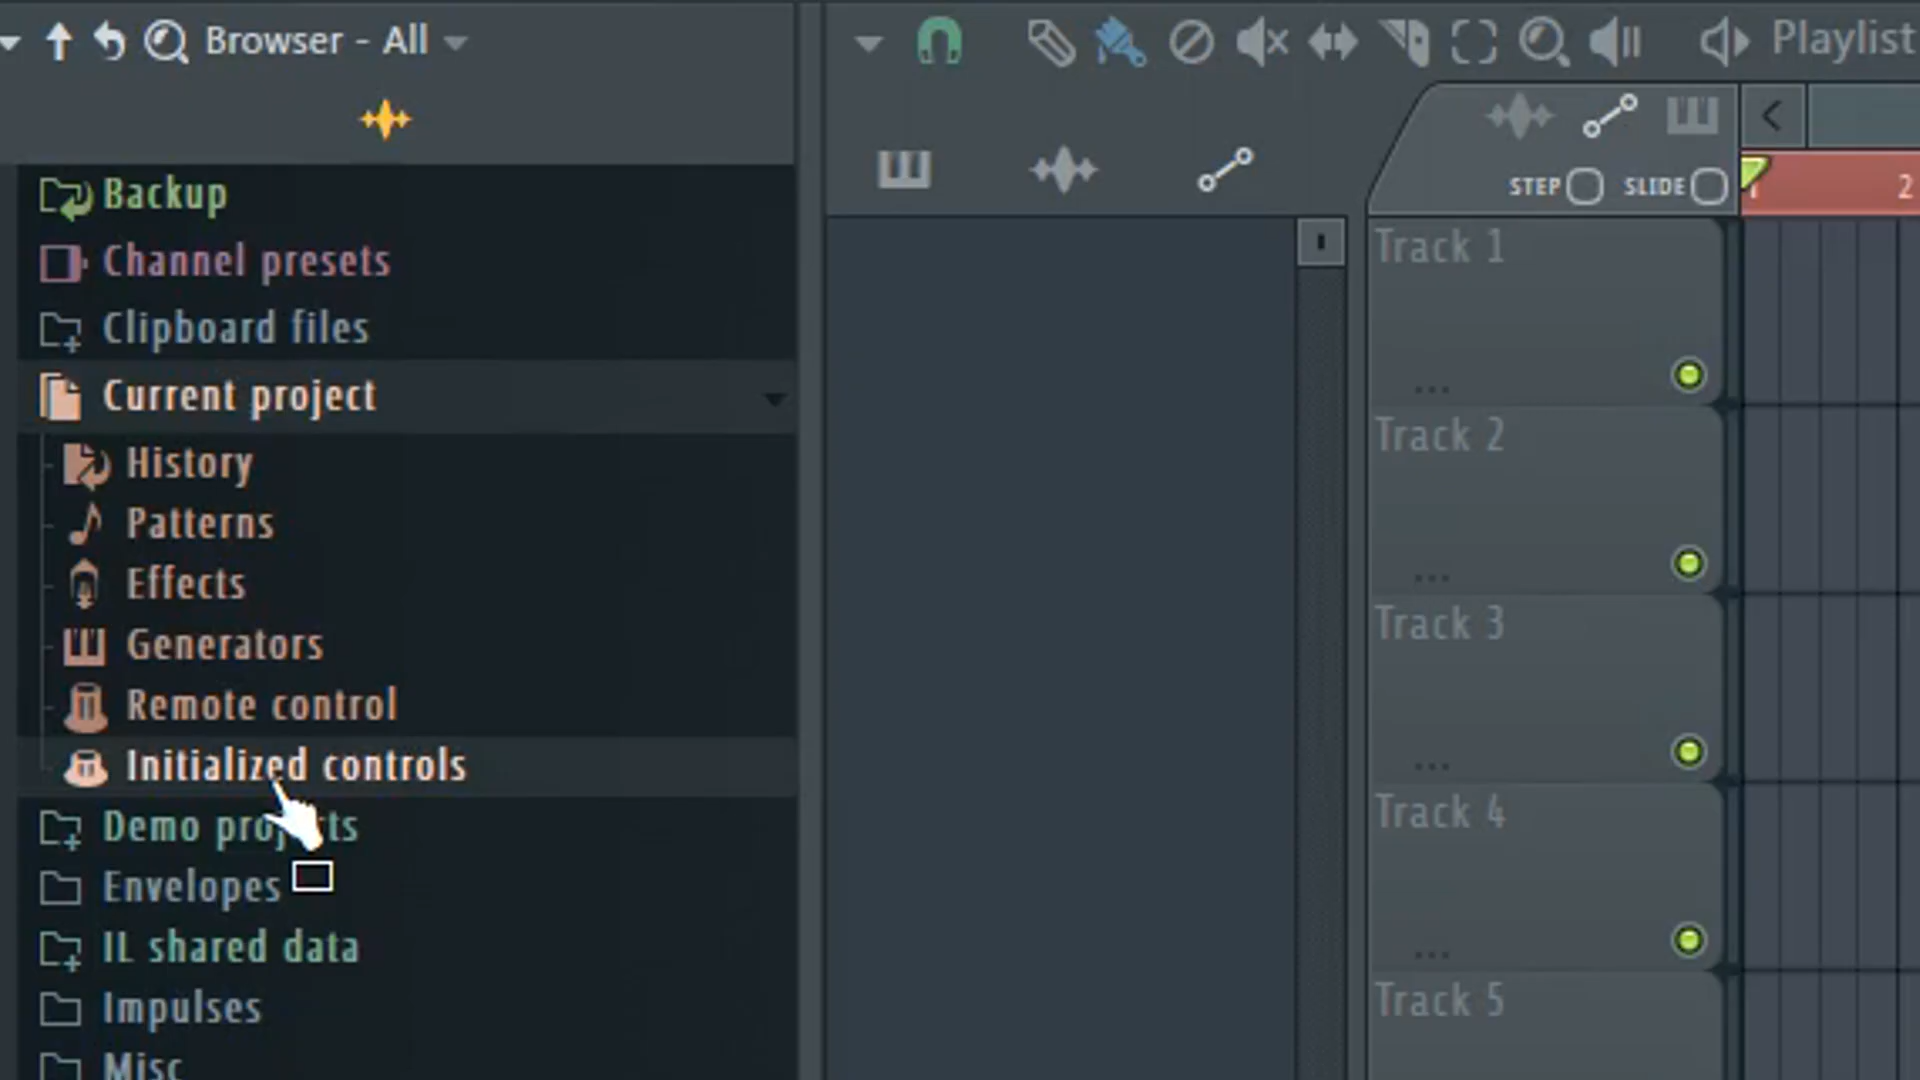 Browser - All
Playlist
STEP SLIDE
2
Backup
Channel presets
Clipboard files
Current project
History
Patterns
Effects
Generators
Remote control
Initialized controls
Envelopes
IL shared data
Impulses
Misc
Demo projects
Track 1
...
Track 2
...
Track 3
...
Track 4
...
Track 5